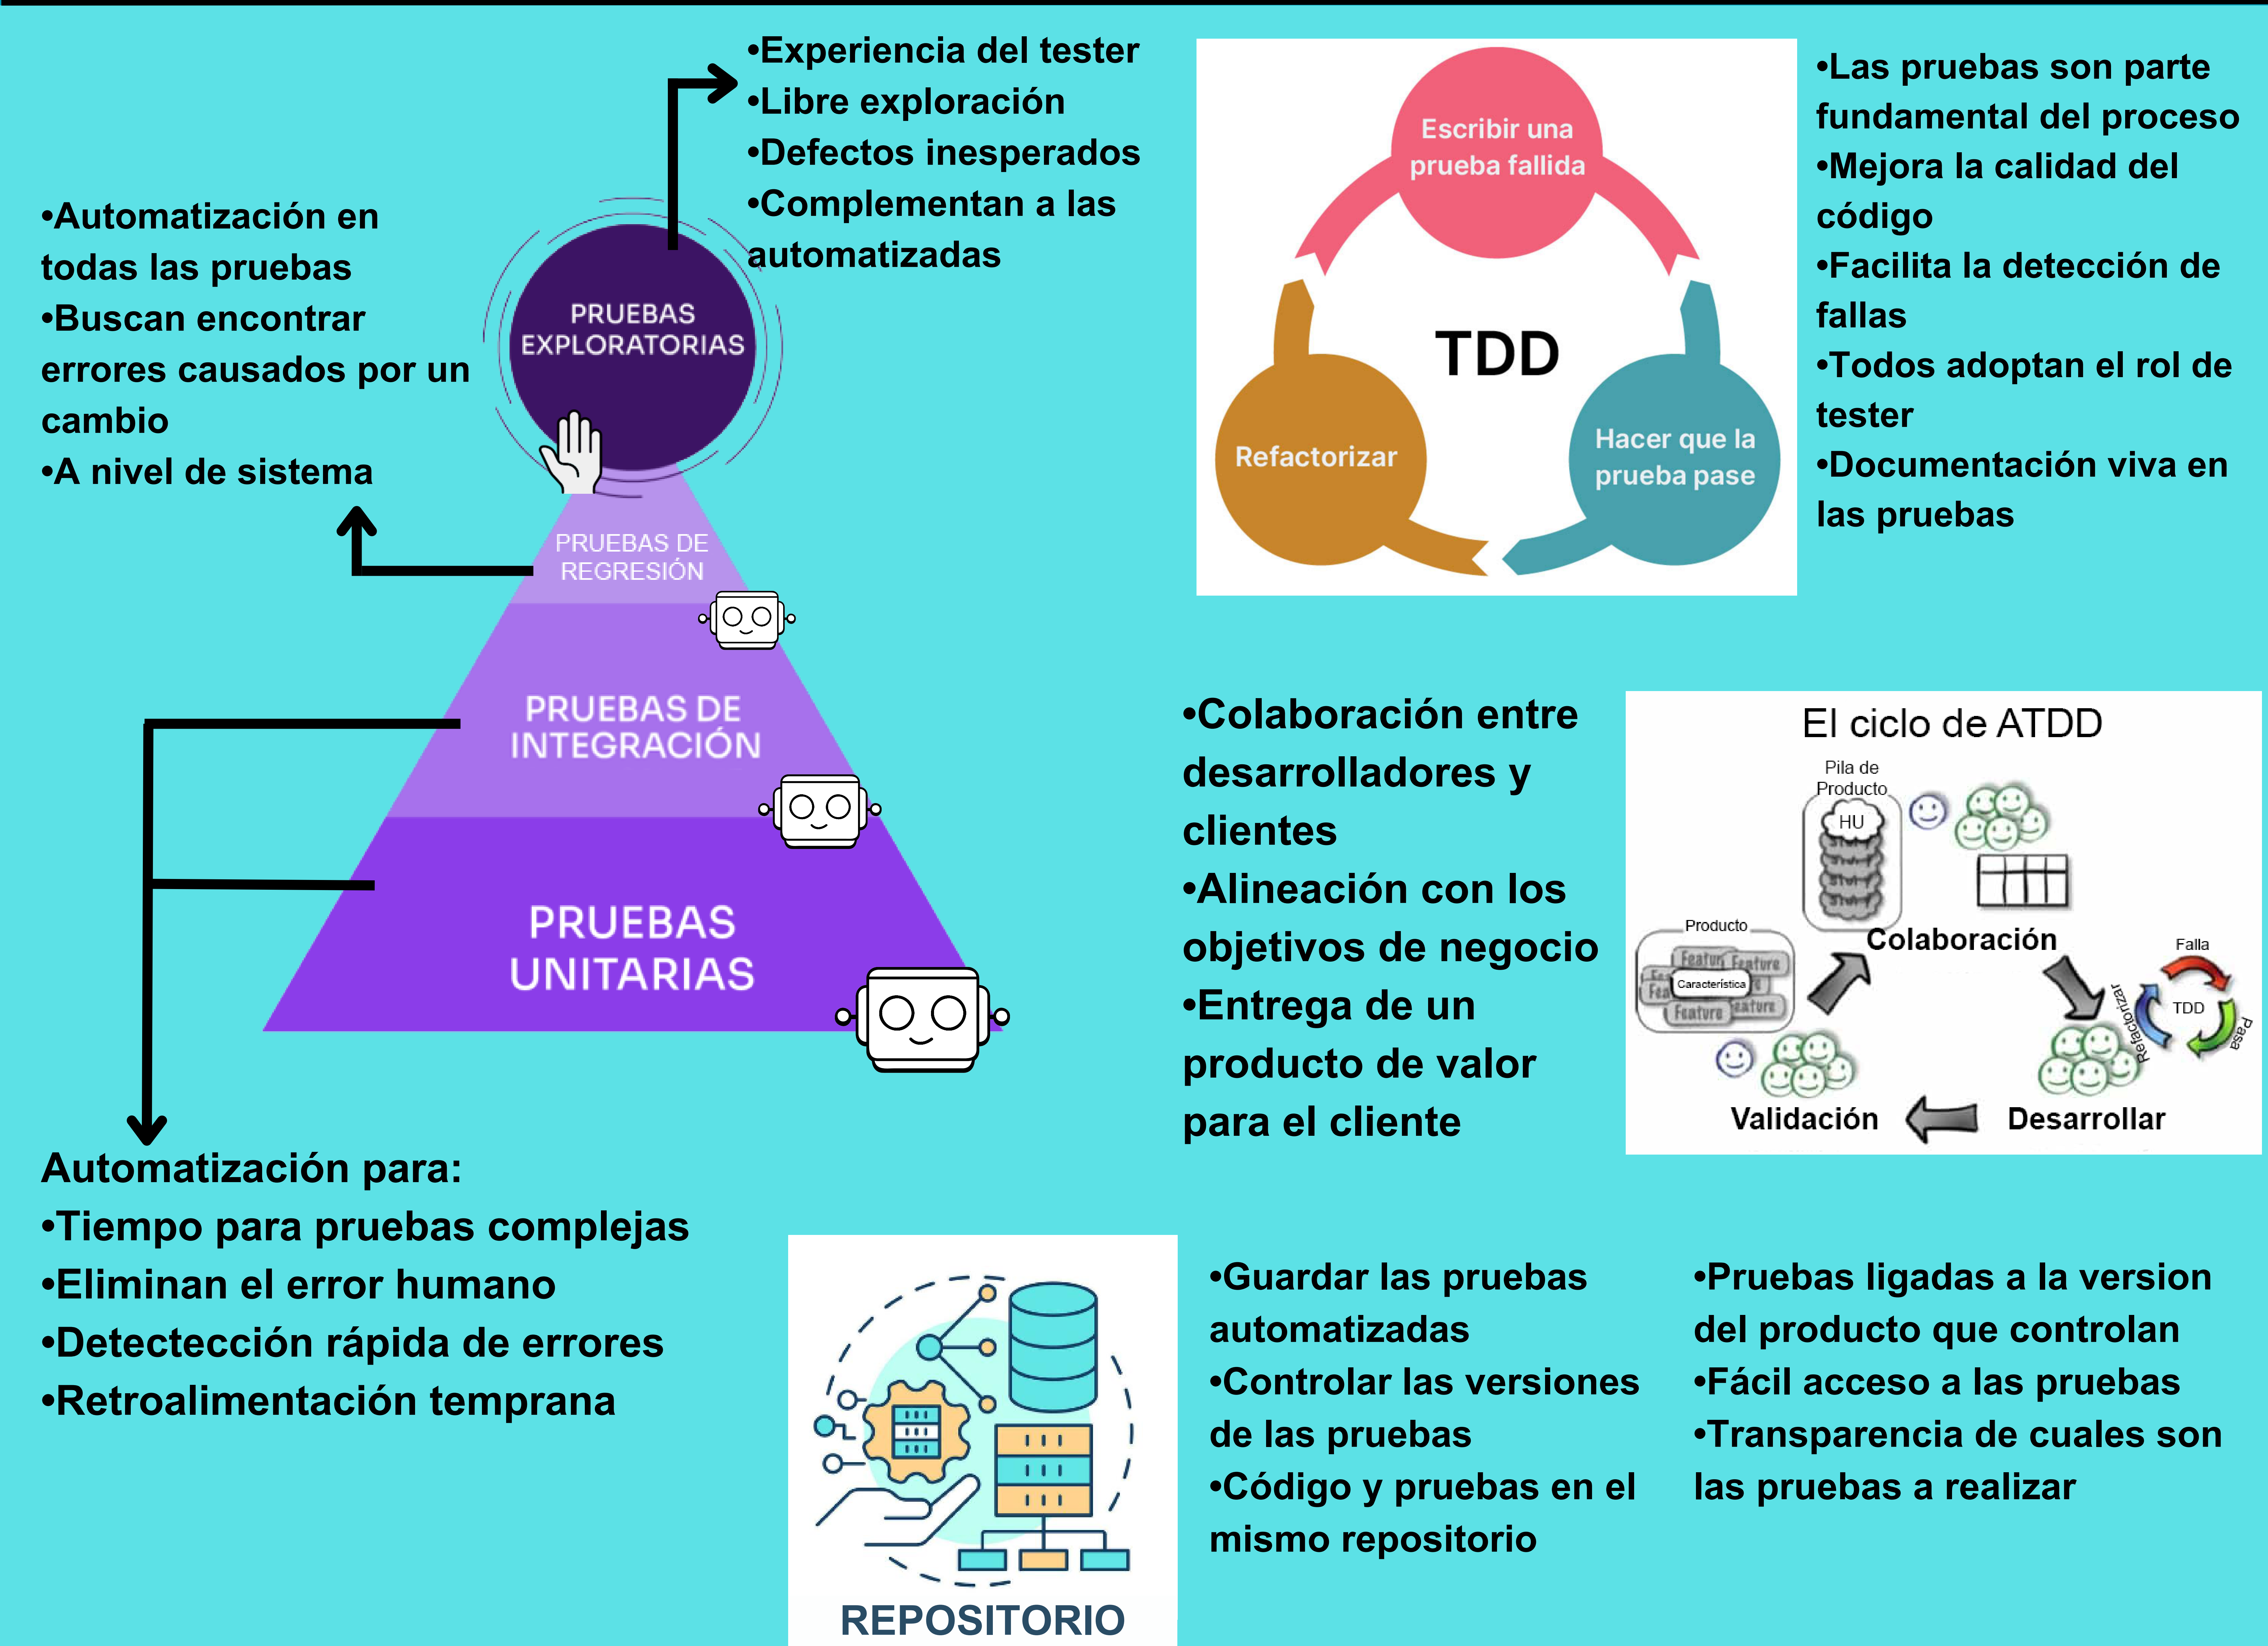 •Experiencia del tester
•Libre exploración
•Defectos inesperados
•Complementan a las
automatizadas
•Automatización en
todas las pruebas
•Buscan encontrar
errores causados por un
cambio
•A nivel de sistema
PRUEBAS
EXPLORATORIAS
PRUEBAS DE
REGRESIÓN
PRUEBAS DE
INTEGRACIÓN
PRUEBAS
UNITARIAS
Automatización para:
•Tiempo para pruebas complejas
•Eliminan el error humano
•Detectección rápida de errores
•Retroalimentación temprana
Escribir una
prueba fallida
TDD
Refactorizar
Hacer que la
prueba pase
•Las pruebas son parte
fundamental del proceso
•Mejora la calidad del
código
•Facilita la detección de
fallas
•Todos adoptan el rol de
tester
•Documentación viva en
las pruebas
•Colaboración entre
desarrolladores y
clientes
•Alineación con los
objetivos de negocio
•Entrega de un
producto de valor
para el cliente
El ciclo de ATDD
Pila de
Producto
HU
Story
Story
Story
Colaboración
Producto
Feature
Característica
Feature
Falla
TDD
Pasa
Refactorizar
Validación
Desarrollar
REPOSITORIO
•Guardar las pruebas
automatizadas
•Controlar las versiones
de las pruebas
•Código y pruebas en el
mismo repositorio
•Pruebas ligadas a la version
del producto que controlan
•Fácil acceso a las pruebas
•Transparencia de cuales son
las pruebas a realizar